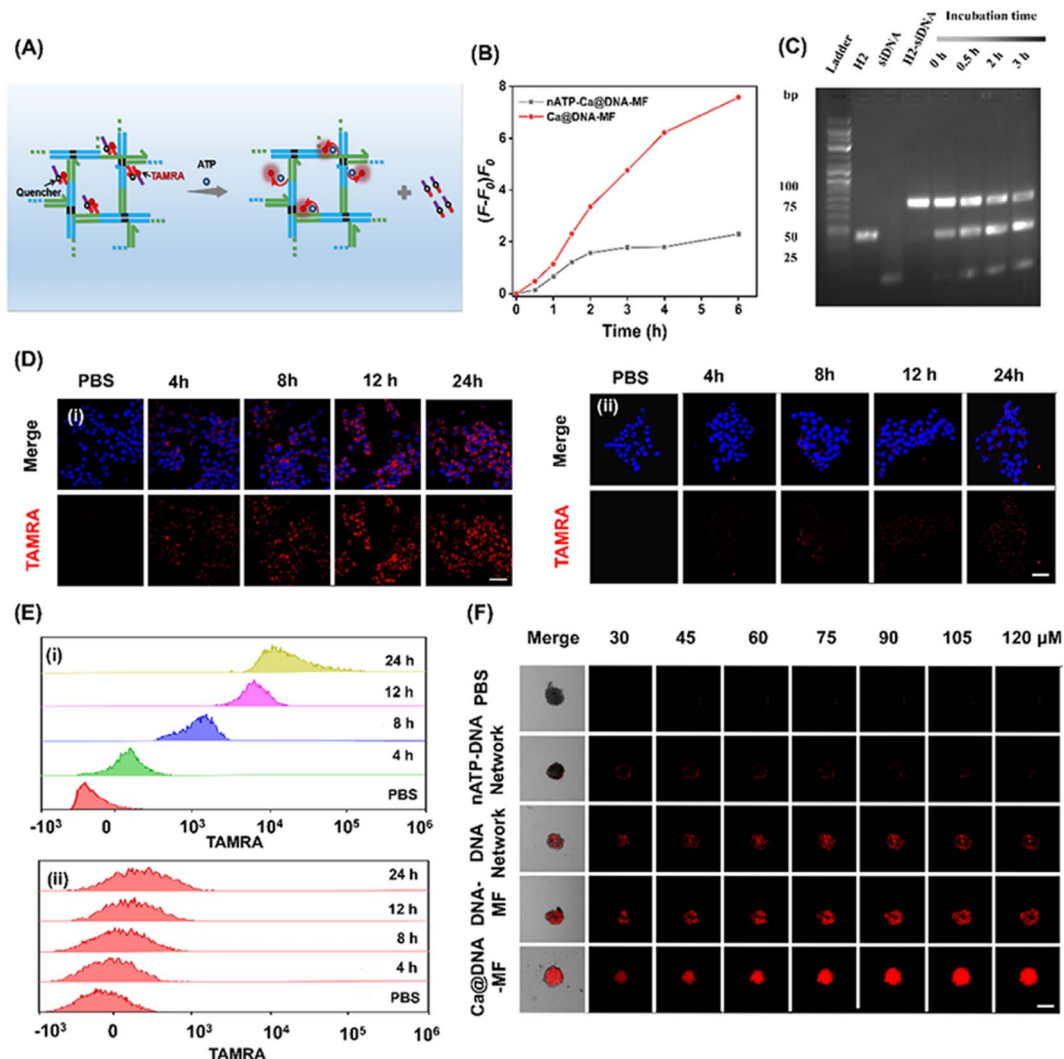 (A)
Quencher
TAMRA
ATP
(B)
(F-F0)F0
8
6
4
2
0
nATP-Ca@DNA-MF
Ca@DNA-MF
0 1 2 3 4 5 6
Time (h)
(C)
Incubation time
Ladder
H2
siDNA
H2-siDNA
0 h
0.5 h
2 h
3 h
bp
100
75
50
25
(D)
PBS 4h 8h 12 h 24h
(i)
Merge
TAMRA
PBS 4h 8h 12 h 24h
(ii)
Merge
TAMRA
(E)
(i)
24 h
12 h
8 h
4 h
PBS
-10³ 0 10³ 10⁴ 10⁵ 10⁶
TAMRA
(ii)
24 h
12 h
8 h
4 h
PBS
-10³ 0 10³ 10⁴ 10⁵ 10⁶
TAMRA
(F)
Merge 30 45 60 75 90 105 120 μM
PBS
nATP-DNA
Network
DNA
Network
DNA-
MF
Ca@DNA
-MF